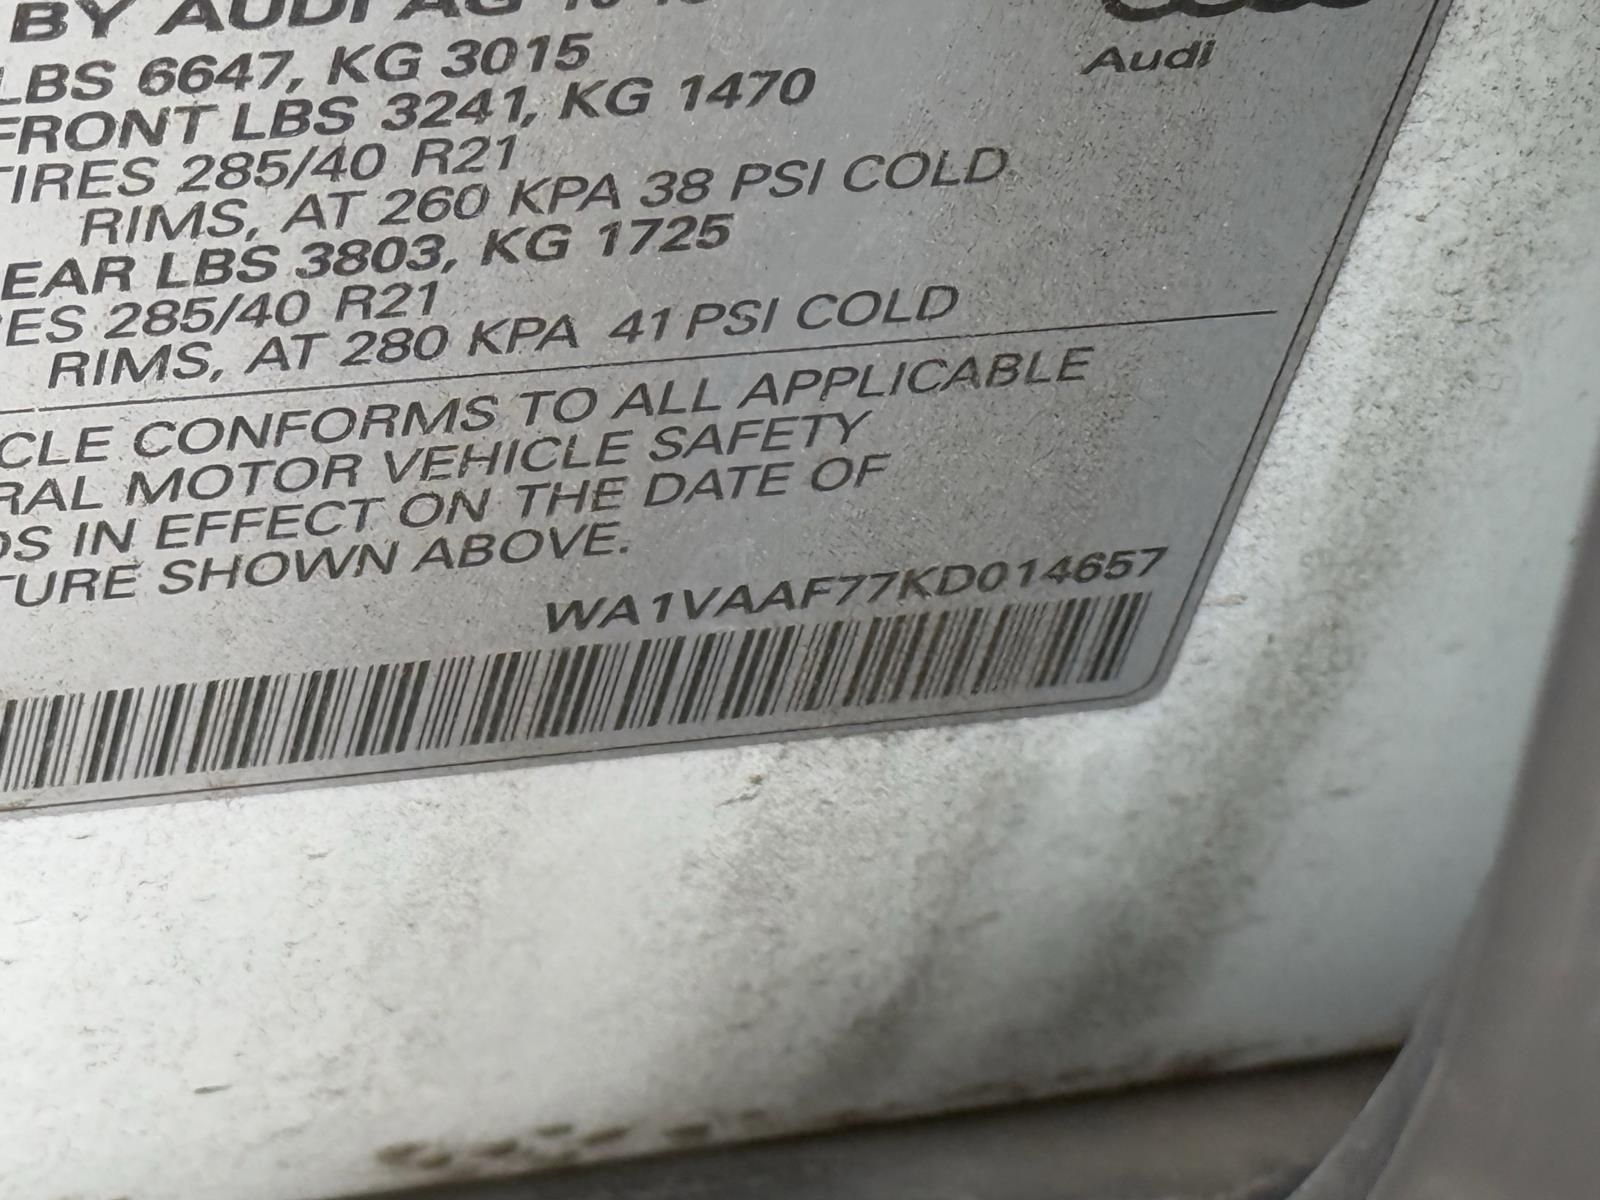 BY AUDI AG
Audi
LBS 6647, KG 3015
FRONT LBS 3241, KG 1470
TIRES 285/40 R21
RIMS, AT 260 KPA 38 PSI COLD
EAR LBS 3803, KG 1725
ES 285/40 R21
RIMS, AT 280 KPA 41 PSI COLD
CLE CONFORMS TO ALL APPLICABLE
RAL MOTOR VEHICLE SAFETY
DS IN EFFECT ON THE DATE OF
TURE SHOWN ABOVE.
WA1VAAF77KD014657